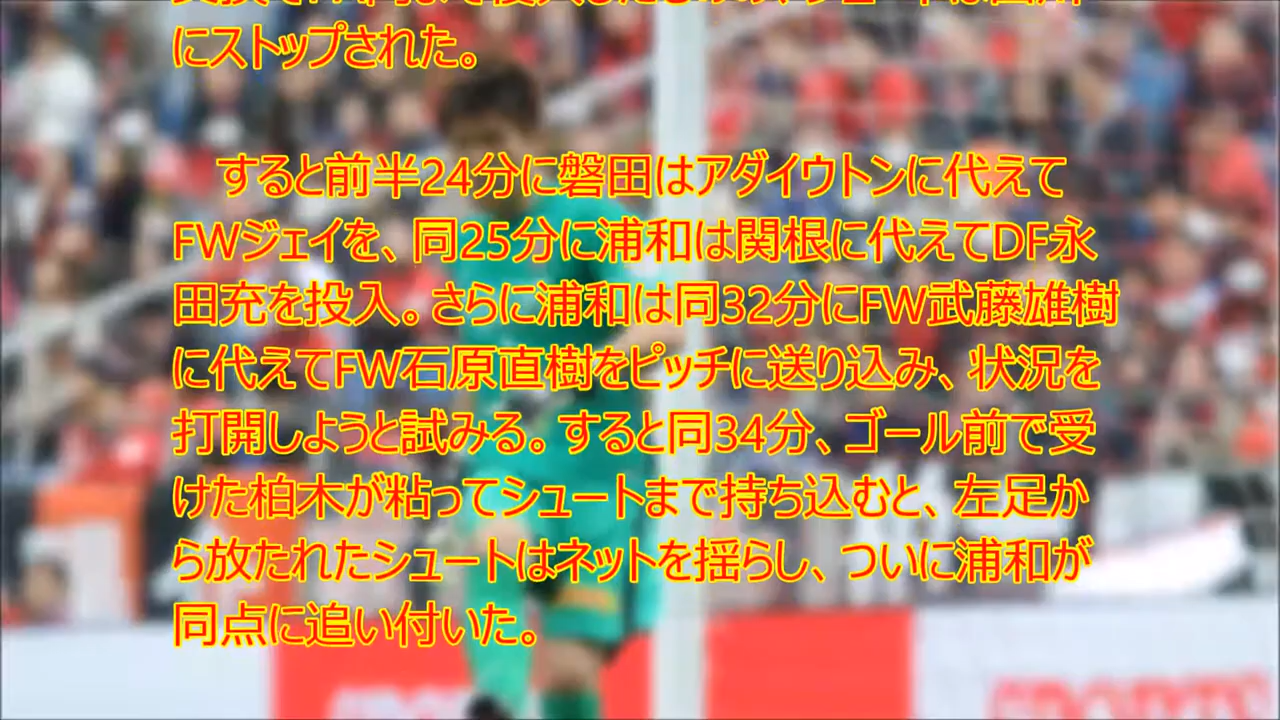 にストップされた。
すると前半24分に磐田はアダイウトンに代えて
FWジェイを、同25分に浦和は関根に代えてDF永
田充を投入。さらに浦和は同32分にFW武藤雄樹
に代えてFW石原直樹をピッチに送り込み、状況を
打開しようと試みる。すると同34分、ゴール前で受
けた柏木が粘ってシュートまで持ち込むと、左足か
ら放たれたシュートはネットを揺らし、ついに浦和が
同点に追い付いた。